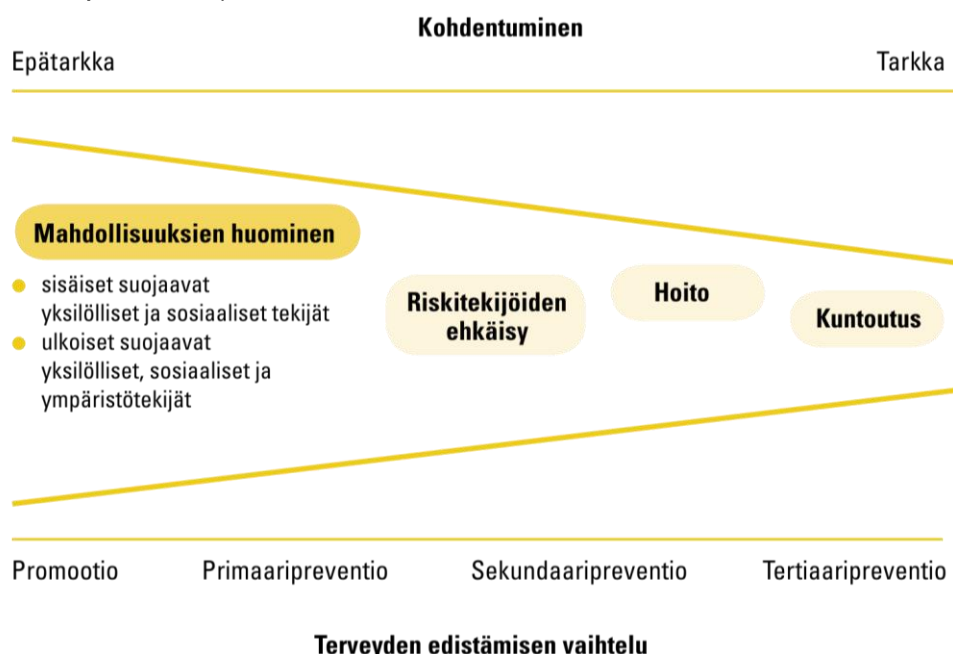 Kohdentuminen
Epätarkka Tarkka
Mahdollisuuksien huominen
sisäiset suojaavat
yksilölliset ja sosiaaliset tekijät
ulkoiset suojaavat
yksilölliset, sosiaaliset ja
ympäristötekijät
Riskitekijöiden
ehkäisy
Hoito
Kuntoutus
Promootio Primaaripreventio Sekundaaripreventio Tertiaaripreventio
Terveyden edistämisen vaihtelu